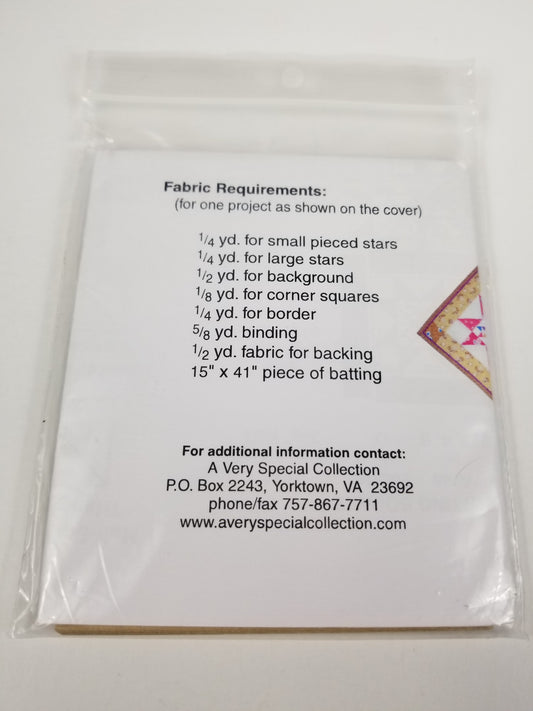 Fabric Requirements:
(for one project as shown on the cover)
1/4 yd. for small pieced stars
1/4 yd. for large stars
1/2 yd. for background
1/8 yd. for corner squares
1/4 yd. for border
5/8 yd. binding
1/2 yd. fabric for backing
15" x 41" piece of batting
For additional information contact:
A Very Special Collection
P.O. Box 2243, Yorktown, VA 23692
phone/fax 757-867-7711
www.averyspecialcollection.com